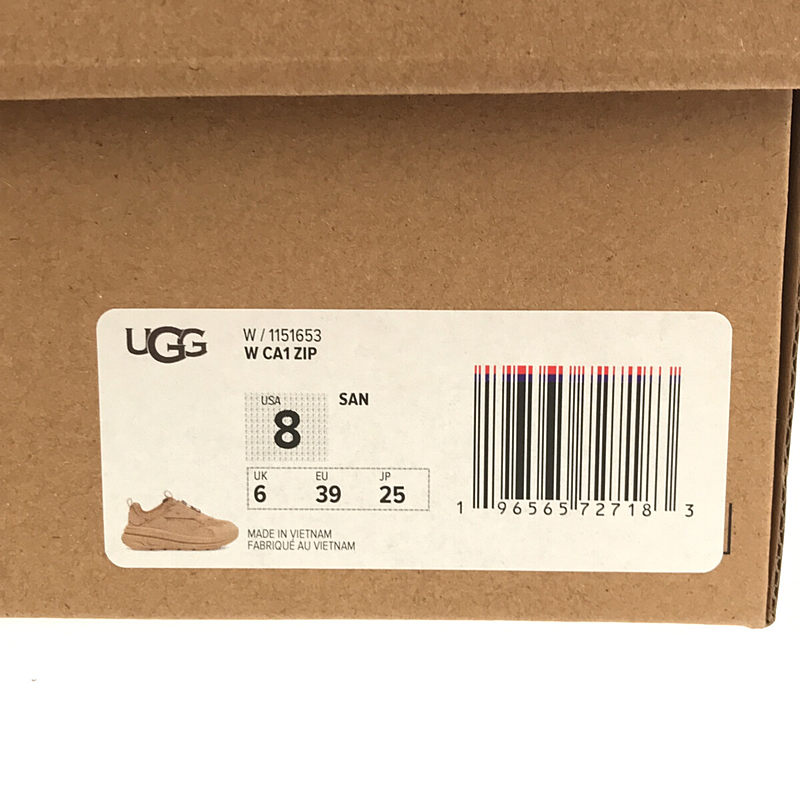 UGG
W / 1151653
W CA1 ZIP
USA
8
SAN
UK EU JP
6 39 25
MADE IN VIETNAM
FABRIQUÉ AU VIETNAM
1 96565 72718 3